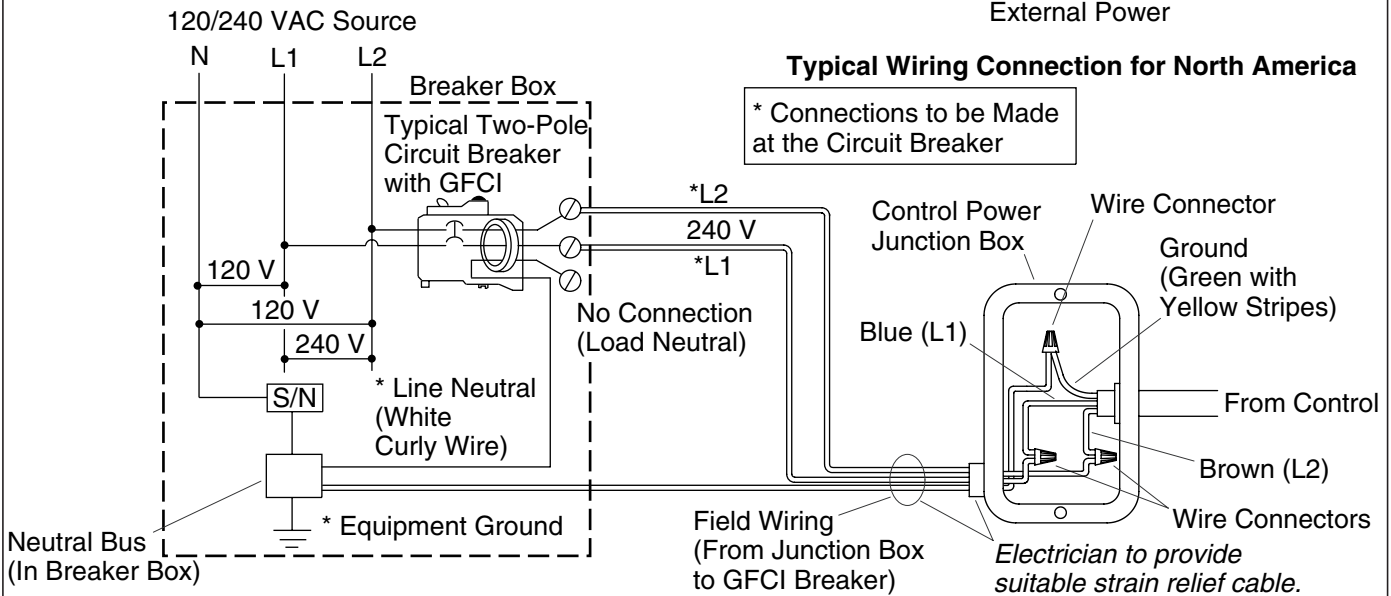 External Power
120/240 VAC Source
N
L1
L2
Typical Wiring Connection for North America
Breaker Box
* Connections to be Made
at the Circuit Breaker
Typical Two-Pole
Circuit Breaker
with GFCI
*L2
240 V
*L1
Control Power
Junction Box
Wire Connector
Ground
(Green with
Yellow Stripes)
120 V
120 V
240 V
No Connection
(Load Neutral)
Blue (L1)
S/N
* Line Neutral
(White
Curly Wire)
From Control
Brown (L2)
Wire Connectors
* Equipment Ground
Neutral Bus
(In Breaker Box)
Field Wiring
(From Junction Box
to GFCI Breaker)
Electrician to provide
suitable strain relief cable.